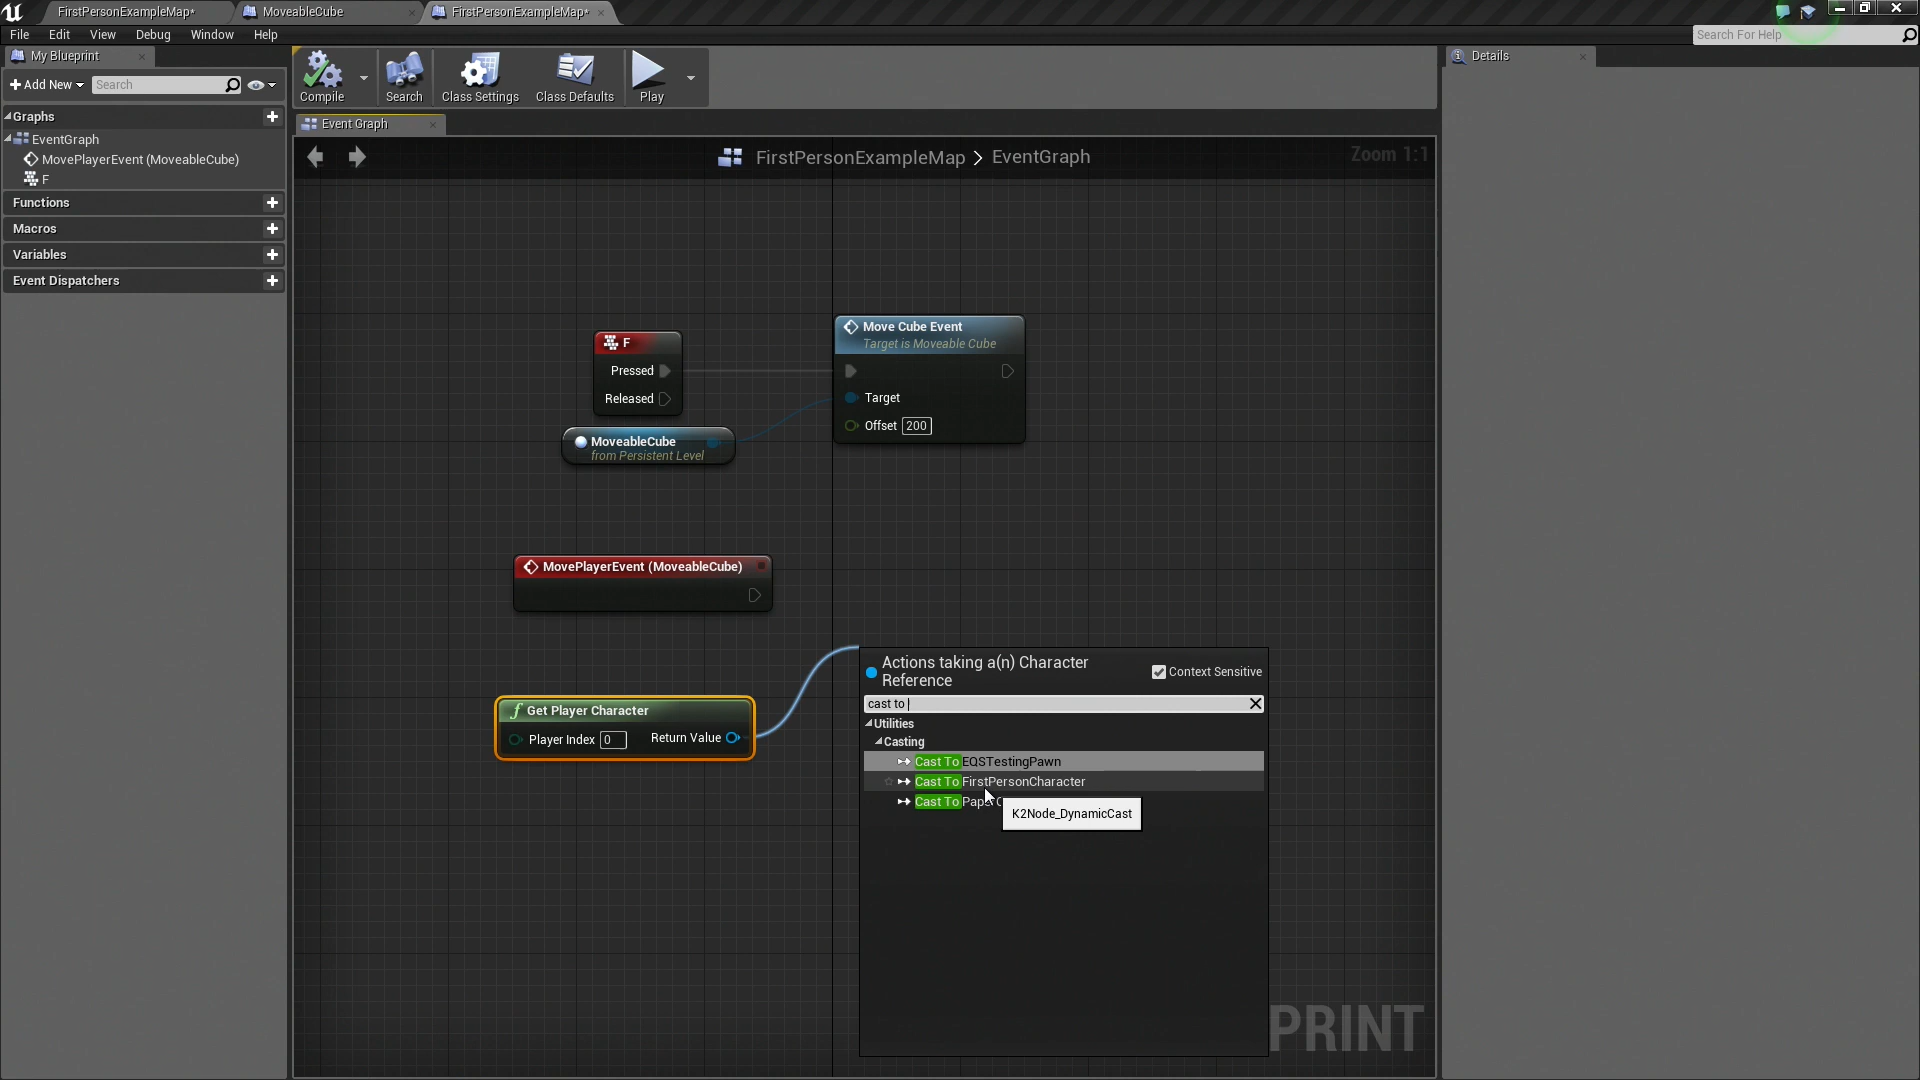 FirstPersonExampleMap*
MoveableCube
FirstPersonExampleMap*
File Edit View Debug Window Help
Search For Help
My Blueprint
Add New
Search
Graphs
EventGraph
MovePlayerEvent (MoveableCube)
F
Functions
Macros
Variables
Event Dispatchers
Compile
Search
Class Settings
Class Defaults
Play
Details
Event Graph
FirstPersonExampleMap > EventGraph
Zoom 1:1
F
Pressed
Released
MoveableCube
from Persistent Level
Move Cube Event
Target is Moveable Cube
Target
Offset 200
MovePlayerEvent (MoveableCube)
Get Player Character
Player Index 0
Return Value
Actions taking a(n) Character
Reference
Context Sensitive
cast to
Utilities
Casting
Cast To EQSTestingPawn
Cast To FirstPersonCharacter
Cast To
K2Node_DynamicCast
PRINT